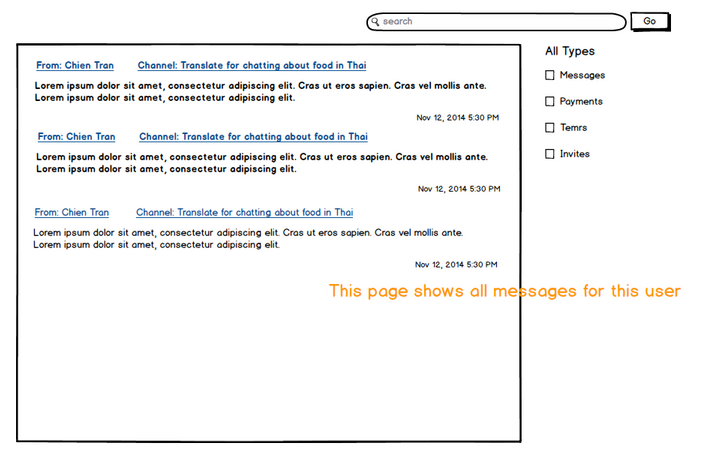 search
Go
All Types
From: Chien Tran Channel: Translate for chatting about food in Thai
Messages
Lorem ipsum dolor sit amet, consectetur adipiscing elit. Cras ut eros sapien. Cras vel mollis ante.
Lorem ipsum dolor sit amet, consectetur adipiscing elit.
Payments
Nov 12, 2014 5:30 PM
Temrs
From: Chien Tran Channel: Translate for chatting about food in Thai
Invites
Lorem ipsum dolor sit amet, consectetur adipiscing elit. Cras ut eros sapien. Cras vel mollis ante.
Lorem ipsum dolor sit amet, consectetur adipiscing elit.
Nov 12, 2014 5:30 PM
From: Chien Tran Channel: Translate for chatting about food in Thai
Lorem ipsum dolor sit amet, consectetur adipiscing elit. Cras ut eros sapien. Cras vel mollis ante.
Lorem ipsum dolor sit amet, consectetur adipiscing elit.
Nov 12, 2014 5:30 PM
This page shows all messages for this user